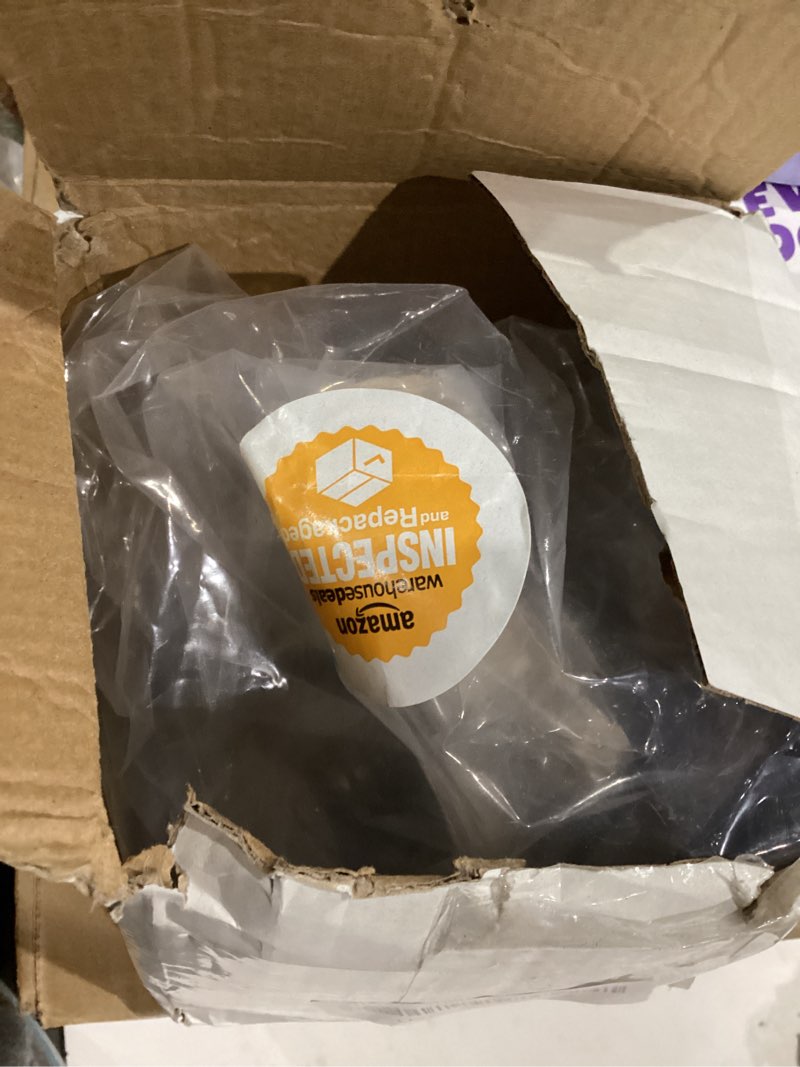 amazon
warehousedeals
INSPECTED
and Repackaged